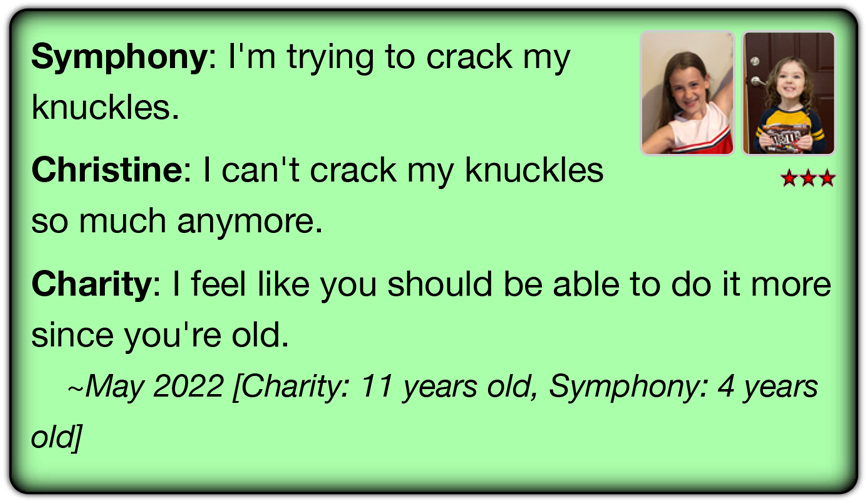 Symphony: I'm trying to crack my
knuckles.
Christine: I can't crack my knuckles
so much anymore.
Charity: I feel like you should be able to do it more
since you're old.
~May 2022 [Charity: 11 years old, Symphony: 4 years
old]